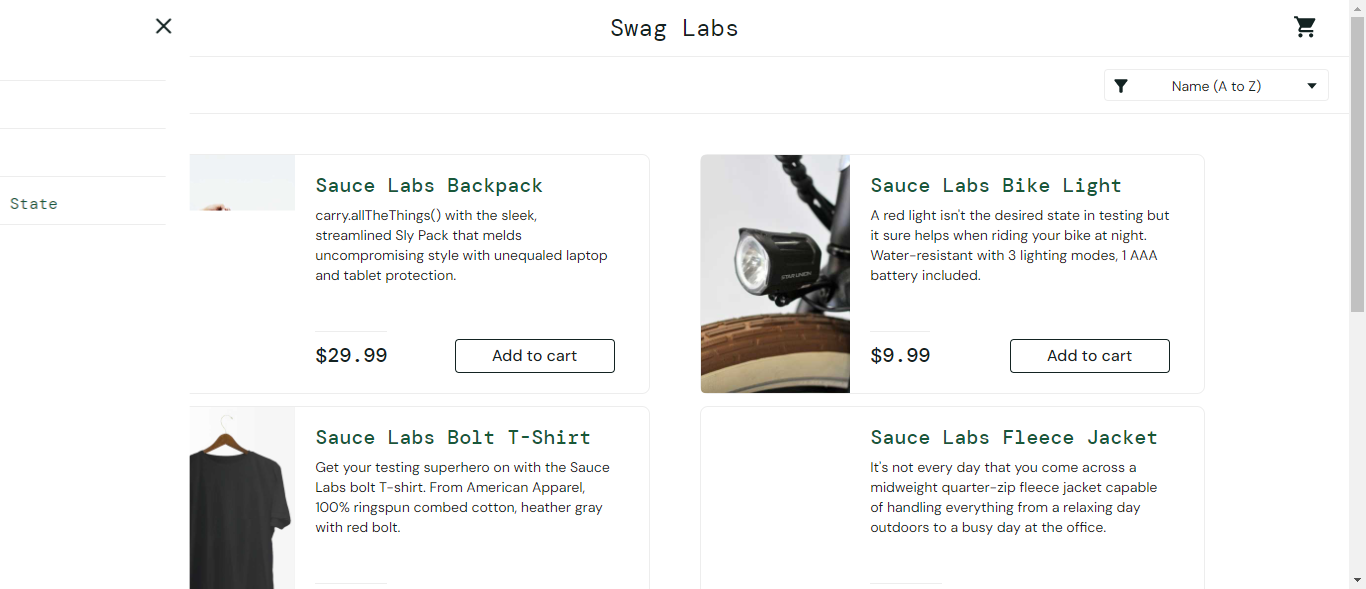 Swag Labs
Name (A to Z)
State
Sauce Labs Backpack
carry.allTheThings() with the sleek,
streamlined Sly Pack that melds
uncompromising style with unequaled laptop
and tablet protection.
$29.99
Add to cart
Sauce Labs Bike Light
A red light isn't the desired state in testing but
it sure helps when riding your bike at night.
Water-resistant with 3 lighting modes, 1 AAA
battery included.
$9.99
Add to cart
Sauce Labs Bolt T-Shirt
Get your testing superhero on with the Sauce
Labs bolt T-shirt. From American Apparel,
100% ringspun combed cotton, heather gray
with red bolt.
Sauce Labs Fleece Jacket
It's not every day that you come across a
midweight quarter-zip fleece jacket capable
of handling everything from a relaxing day
outdoors to a busy day at the office.